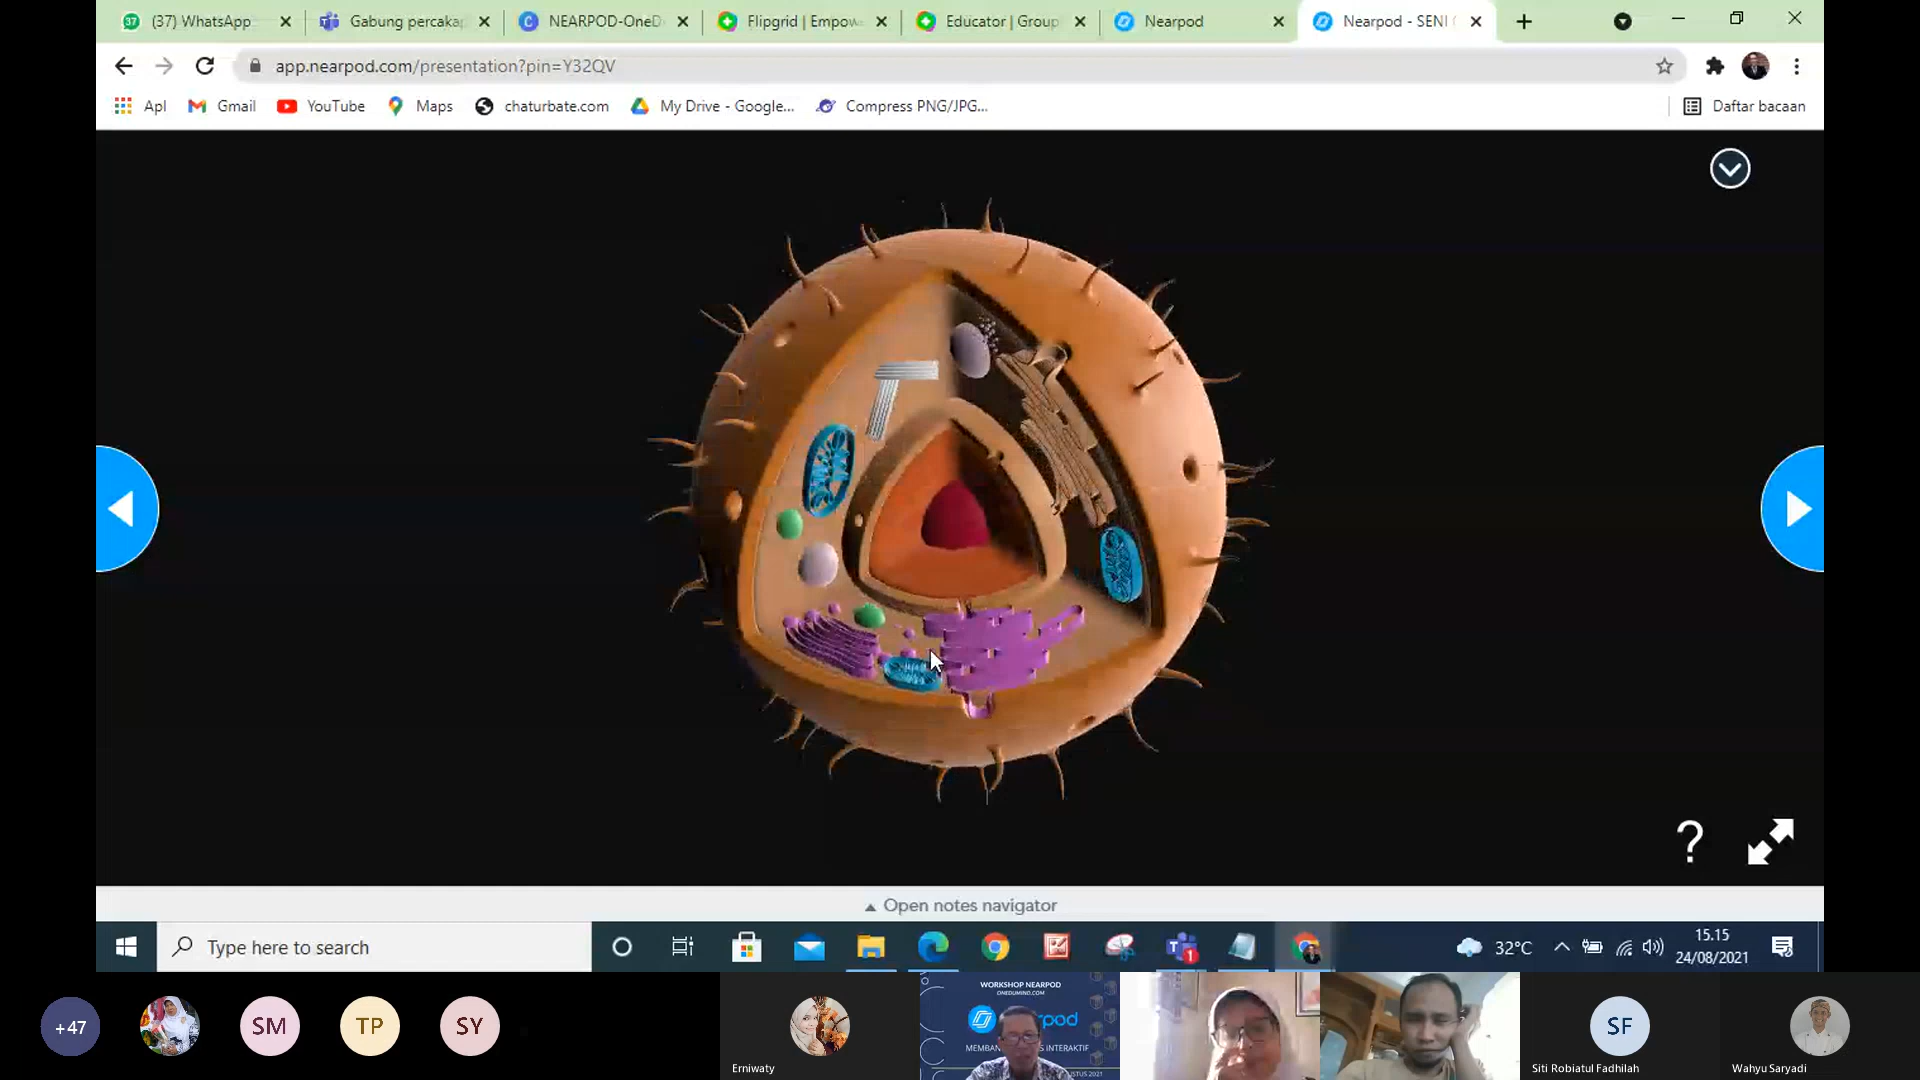 (37) WhatsApp
Gabung percakap
NEARPOD-OneD
Flipgrid | Empow
Educator | Group
Nearpod
Nearpod - SENI
app.nearpod.com/presentation?pin=Y32QV
Apl
Gmail
YouTube
Maps
chaturbate.com
My Drive - Google...
Compress PNG/JPG...
Daftar bacaan
?
Open notes navigator
Type here to search
32°C
15.15
24/08/2021
+47
SM
TP
SY
Erniwaty
WORKSHOP NEARPOD
ONEDUMIND.COM
SF
Siti Robiatul Fadhilah
Wahyu Saryadi